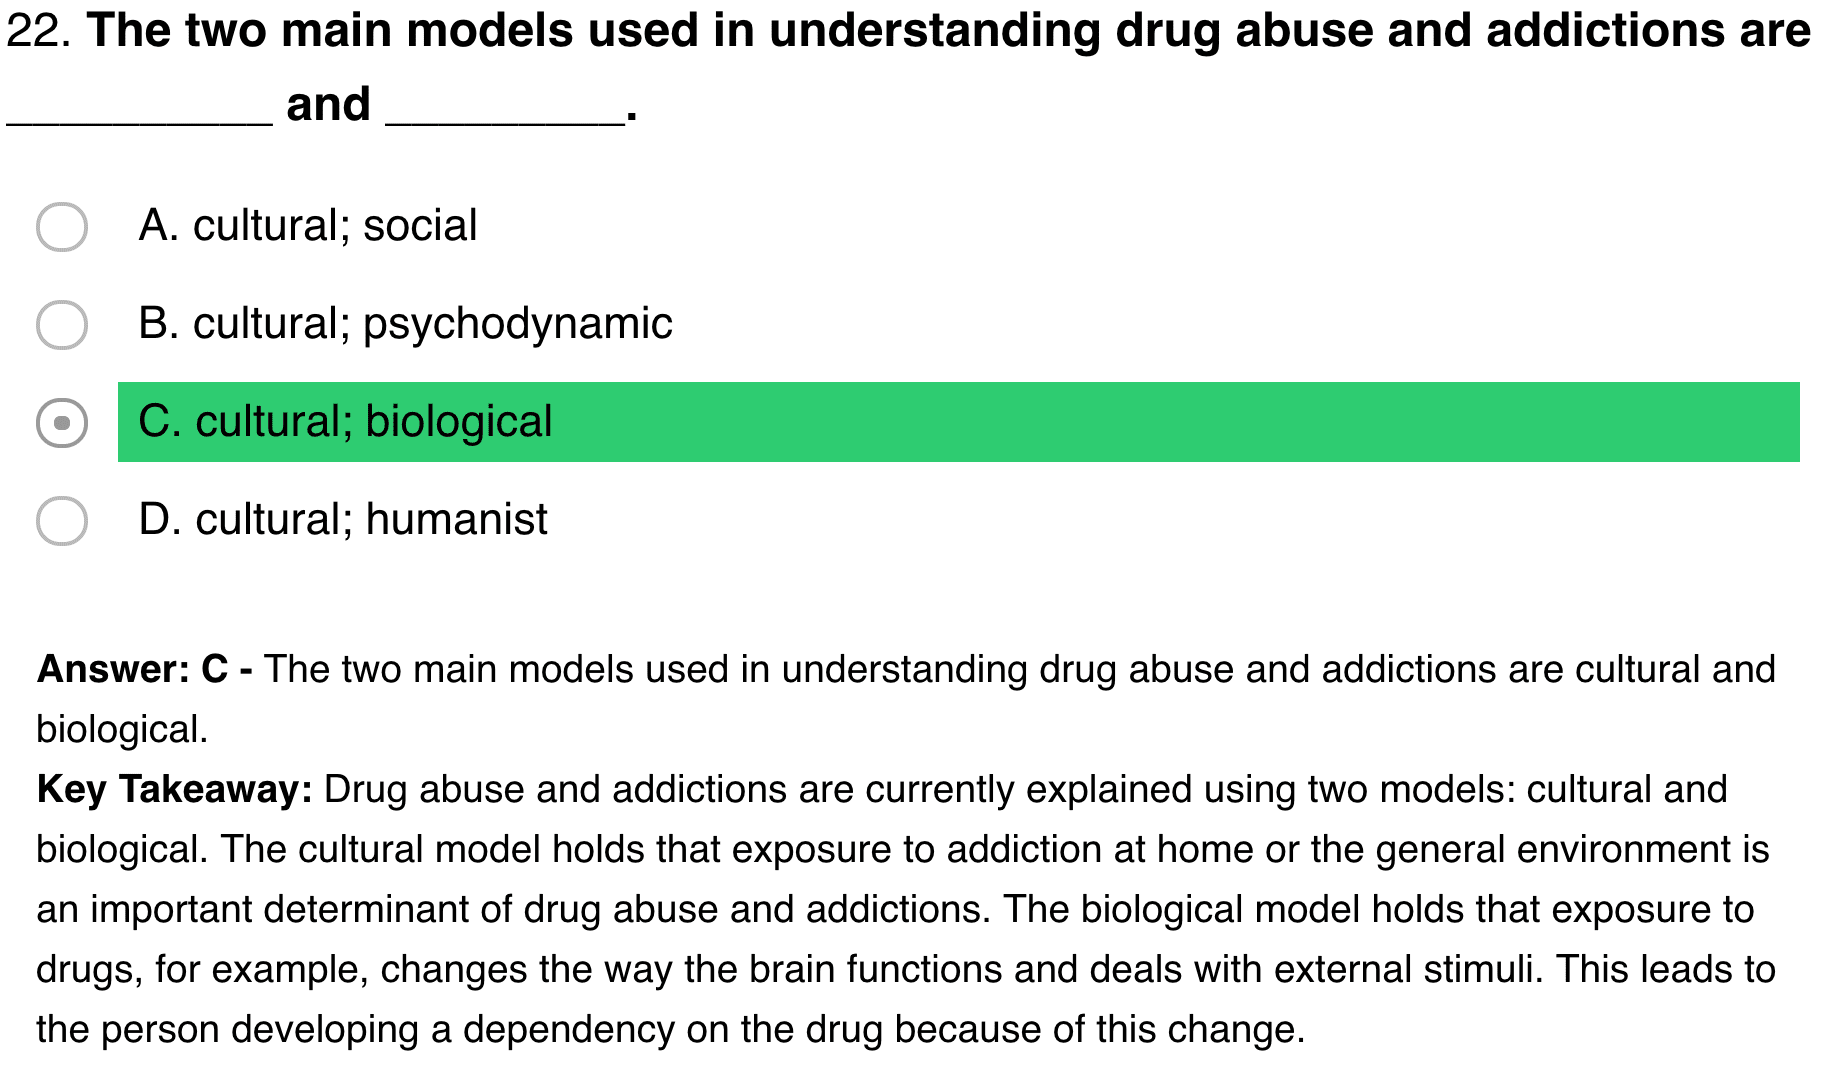 22. The two main models used in understanding drug abuse and addictions are
___________ and __________.
A. cultural; social
B. cultural; psychodynamic
C. cultural; biological
D. cultural; humanist
Answer: C - The two main models used in understanding drug abuse and addictions are cultural and
biological.
Key Takeaway: Drug abuse and addictions are currently explained using two models: cultural and
biological. The cultural model holds that exposure to addiction at home or the general environment is
an important determinant of drug abuse and addictions. The biological model holds that exposure to
drugs, for example, changes the way the brain functions and deals with external stimuli. This leads to
the person developing a dependency on the drug because of this change.